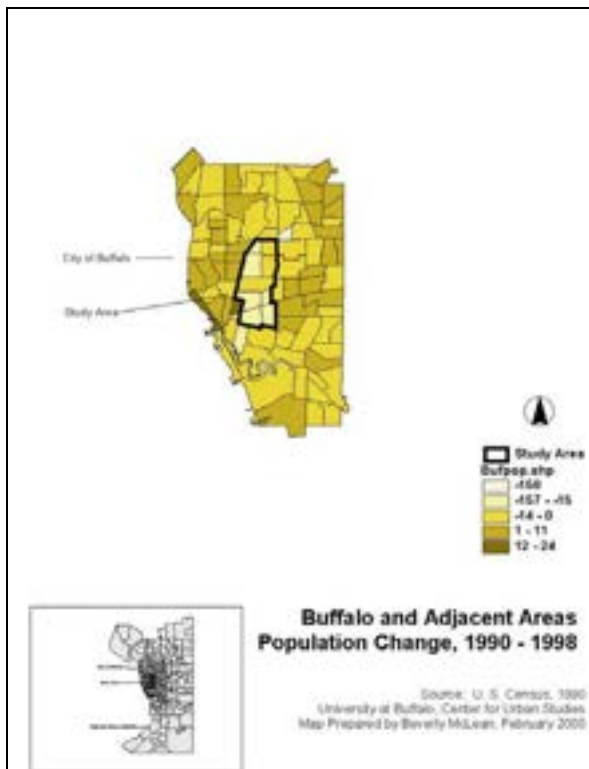 City of Buffalo
Study Area
Study Area
Bufpop.shp
-158
-157 - -15
-14 - 0
1 - 11
12 - 24
Buffalo and Adjacent Areas
Population Change, 1990 - 1998
Source: U. S. Census, 1990
University at Buffalo, Center for Urban Studies
Map Prepared by Beverly McLean, February 2000